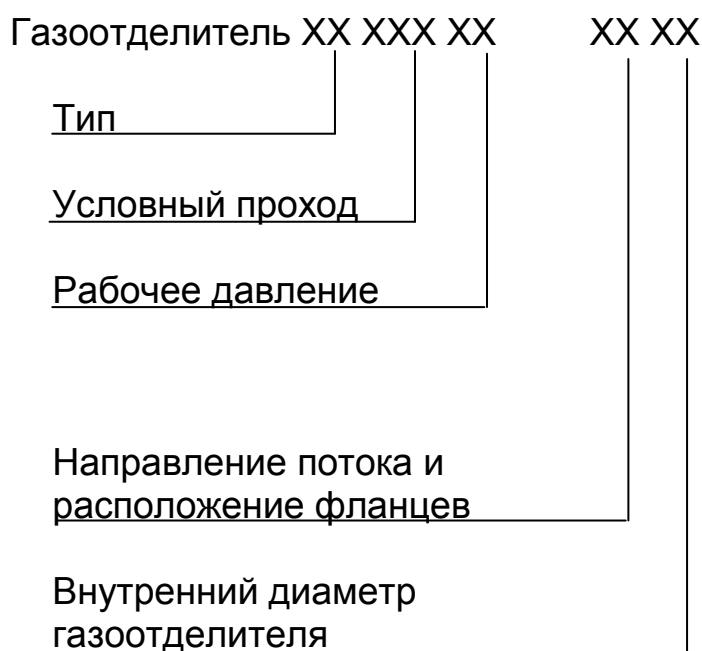 Газоотделитель XX XXX XX XX XX
Тип
Условный проход
Рабочее давление
Направление потока и
расположение фланцев
Внутренний диаметр
газоотделителя